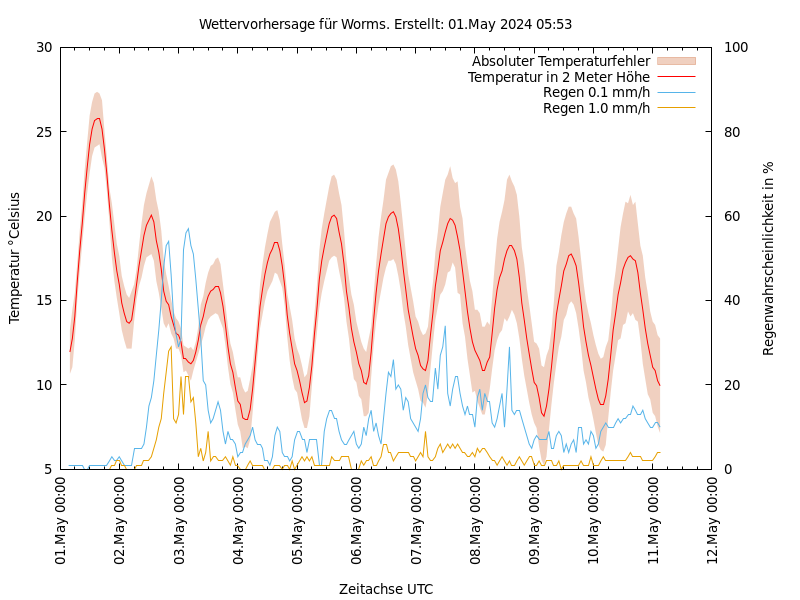 Wettervorhersage für Worms. Erstellt: 01.May 2024 05:53
Absoluter Temperaturfehler
Temperatur in 2 Meter Höhe
Regen 0.1 mm/h
Regen 1.0 mm/h
Temperatur °Celsius
30
25
20
15
10
5
100
80
60
40
20
0
Regenwahrscheinlichkeit in %
01.May 00:00
02.May 00:00
03.May 00:00
04.May 00:00
05.May 00:00
06.May 00:00
07.May 00:00
08.May 00:00
09.May 00:00
10.May 00:00
11.May 00:00
12.May 00:00
Zeitachse UTC